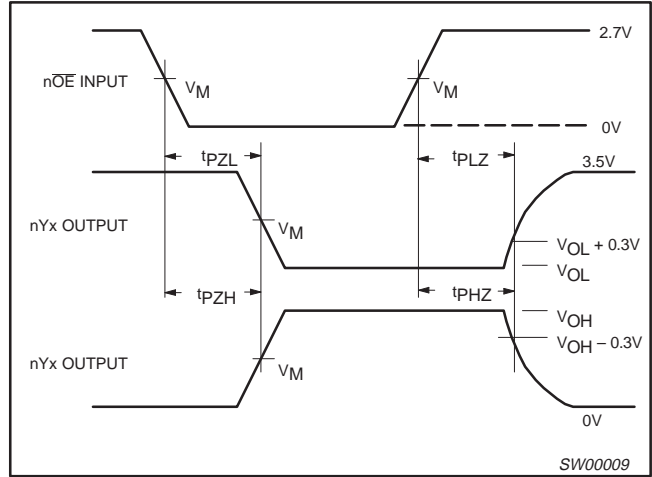 2.7V
nOE INPUT
VM
VM
0V
tPZL
tPLZ
3.5V
nYx OUTPUT
VM
VOL + 0.3V
VOL
tPZH
tPHZ
VOH
VOH – 0.3V
nYx OUTPUT
VM
0V
SW00009